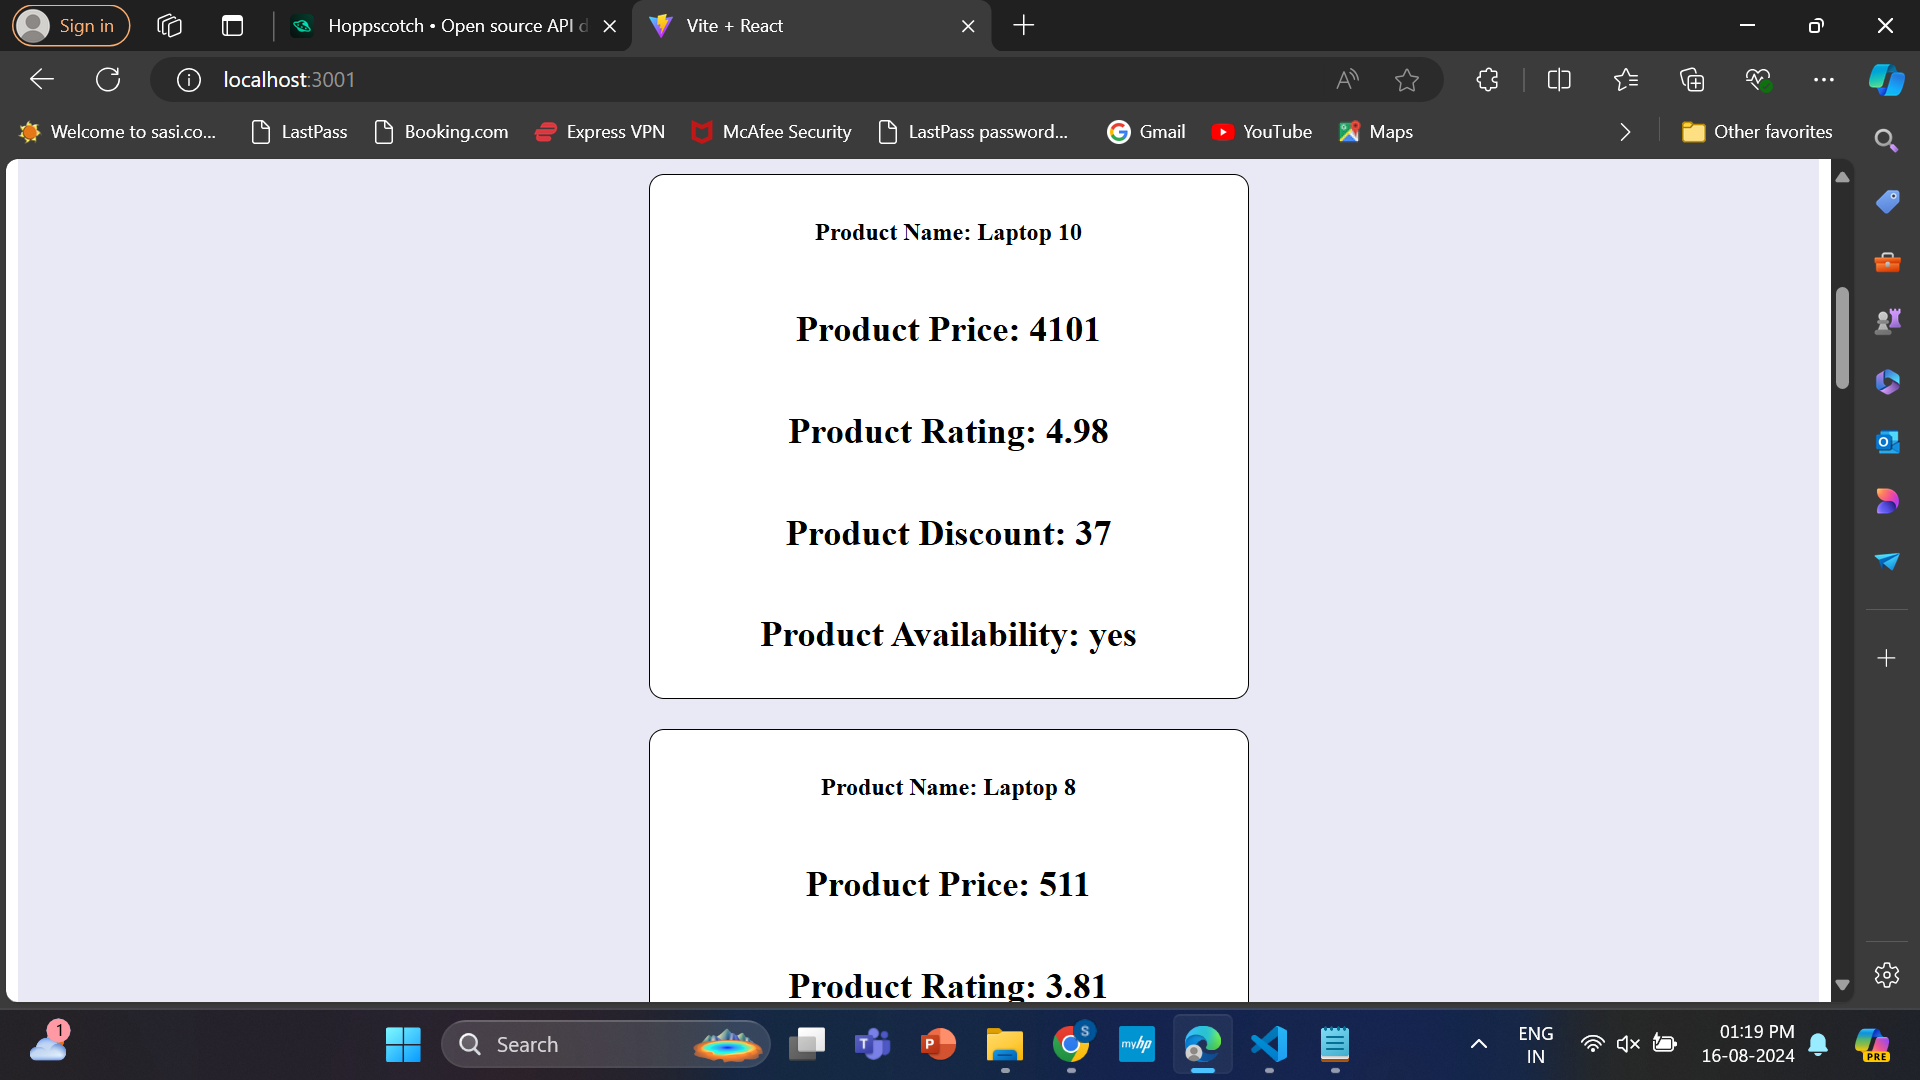 Sign in
Hoppscotch • Open source API d
Vite + React
localhost:3001
A
Welcome to sasi.co...
LastPass
Booking.com
Express VPN
McAfee Security
LastPass password...
Gmail
YouTube
Maps
Other favorites
Product Name: Laptop 10
Product Price: 4101
Product Rating: 4.98
Product Discount: 37
Product Availability: yes
Product Name: Laptop 8
Product Price: 511
Product Rating: 3.81
1
Search
T
P
S
myhp
ENG
IN
01:19 PM
16-08-2024
PRE